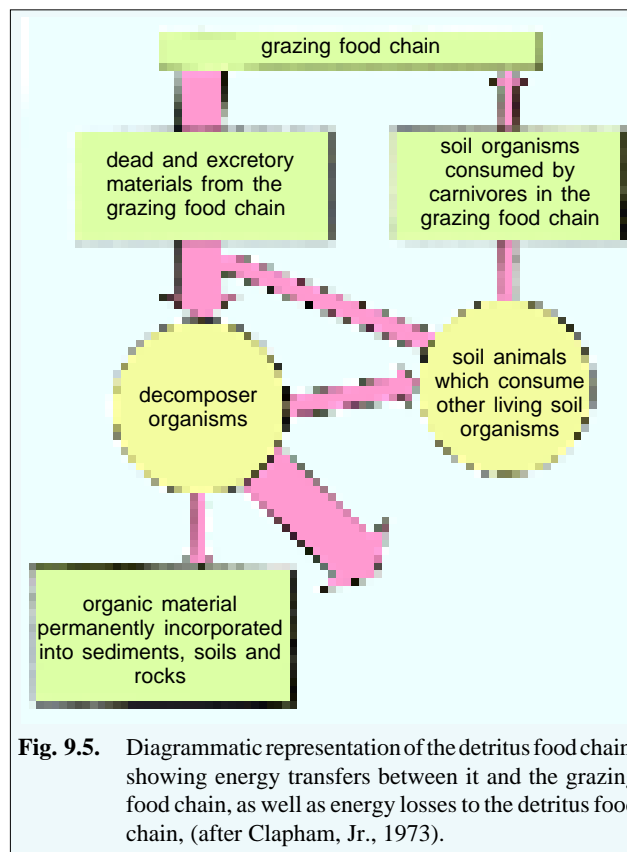 grazing food chain
dead and excretory
materials from the
grazing food chain
soil organisms
consumed by
carnivores in the
grazing food chain
decomposer
organisms
soil animals
which consume
other living soil
organisms
organic material
permanently incorporated
into sediments, soils and
rocks
Fig. 9.5. Diagrammatic representation of the detritus food chain
showing energy transfers between it and the grazing
food chain, as well as energy losses to the detritus food
chain, (after Clapham, Jr., 1973).